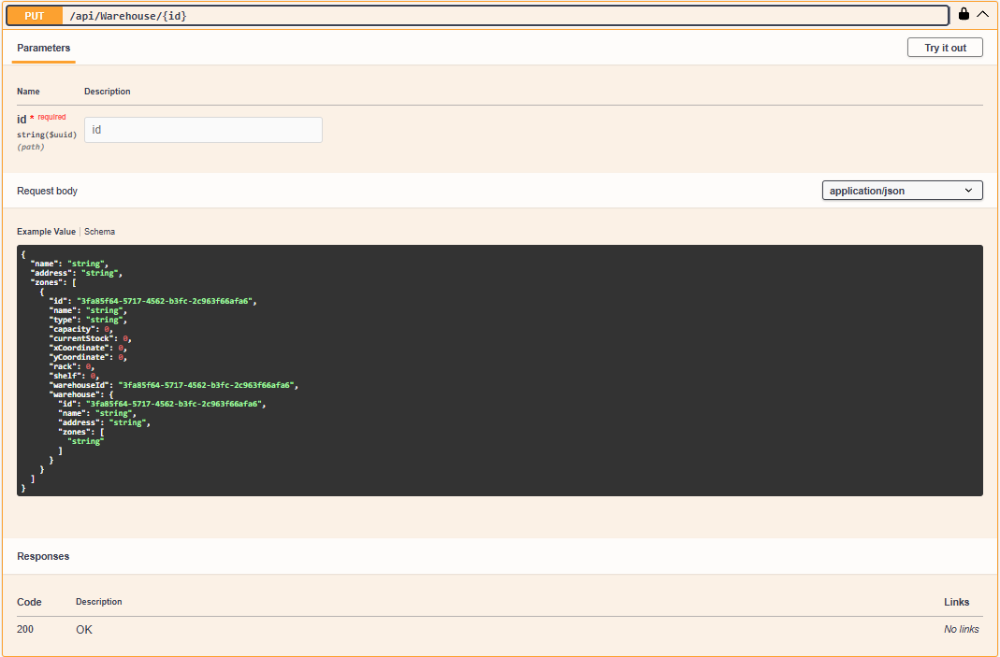 PUT /api/Warehouse/{id}
Parameters
Try it out
Name Description
id * required
id
string($uuid)
(path)
Request body
application/json
Example Value | Schema
{
  "name": "string",
  "address": "string",
  "zones": [
    {
      "id": "3fa85f64-5717-4562-b3fc-2c963f66afa6",
      "name": "string",
      "type": "string",
      "capacity": 0,
      "currentStock": 0,
      "xCoordinate": 0,
      "yCoordinate": 0,
      "rack": 0,
      "shelf": 0,
      "warehouseId": "3fa85f64-5717-4562-b3fc-2c963f66afa6",
      "warehouse": {
        "id": "3fa85f64-5717-4562-b3fc-2c963f66afa6",
        "name": "string",
        "address": "string",
        "zones": [
          "string"
        ]
      }
    }
  ]
}
Responses
Code Description Links
200 OK No links